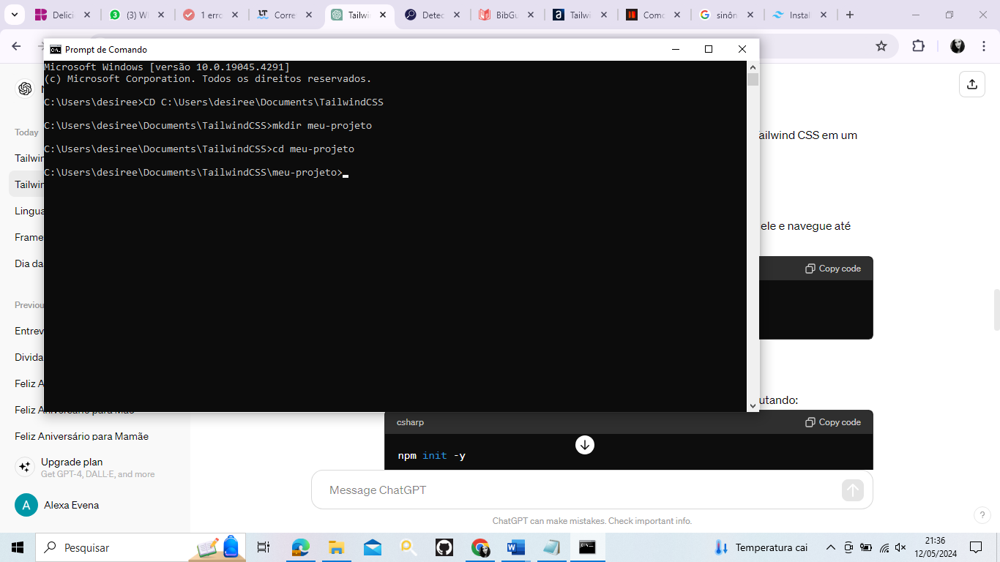 Delici
(3) W
1 erro
Corre
Tailwi
Detec
BibGu
Tailwi
Como
sinôn
Instal
Prompt de Comando
Microsoft Windows [versão 10.0.19045.4291]
(c) Microsoft Corporation. Todos os direitos reservados.
C:\Users\desiree>CD C:\Users\desiree\Documents\TailwindCSS
C:\Users\desiree\Documents\TailwindCSS>mkdir meu-projeto
C:\Users\desiree\Documents\TailwindCSS>cd meu-projeto
C:\Users\desiree\Documents\TailwindCSS\meu-projeto>
Today
Tailwin
Tailwin
Lingua
Frame
Dia da
Previou
Entrev
Divida
Feliz A
Feliz Aniversário para Mão
Feliz Aniversário para Mamãe
Upgrade plan
Get GPT-4, DALL·E, and more
A
Alexa Evena
ailwind CSS em um
ele e navegue até
Copy code
utando:
csharp
Copy code
npm init -y
Message ChatGPT
ChatGPT can make mistakes. Check important info.
?
Pesquisar
Temperatura cai
21:36
12/05/2024